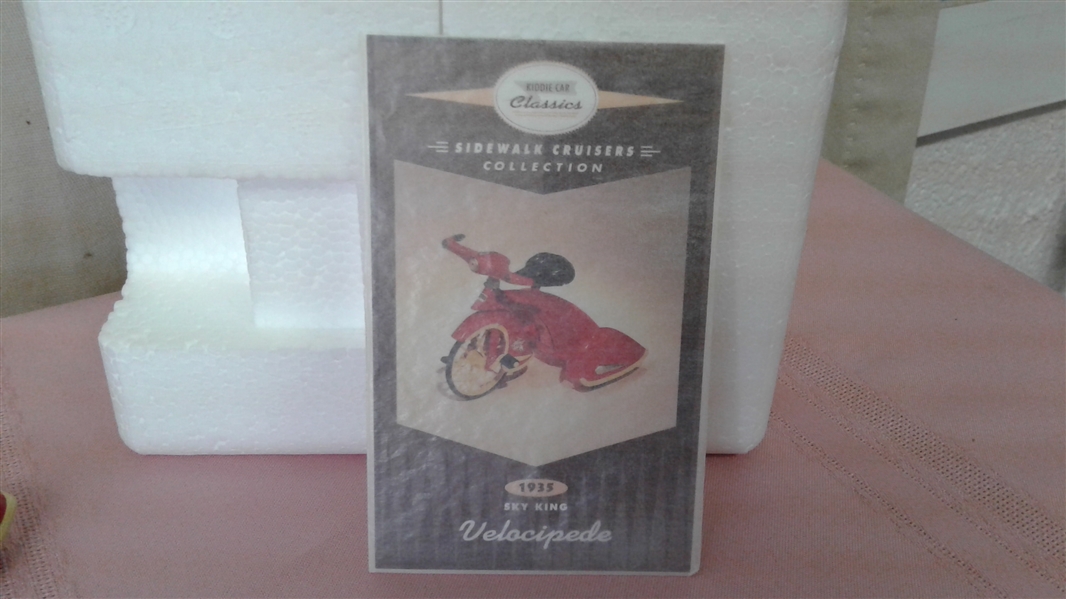 KIDDIE CAR
Classics
SIDEWALK CRUISERS
COLLECTION
1935
SKY KING
Velocipede